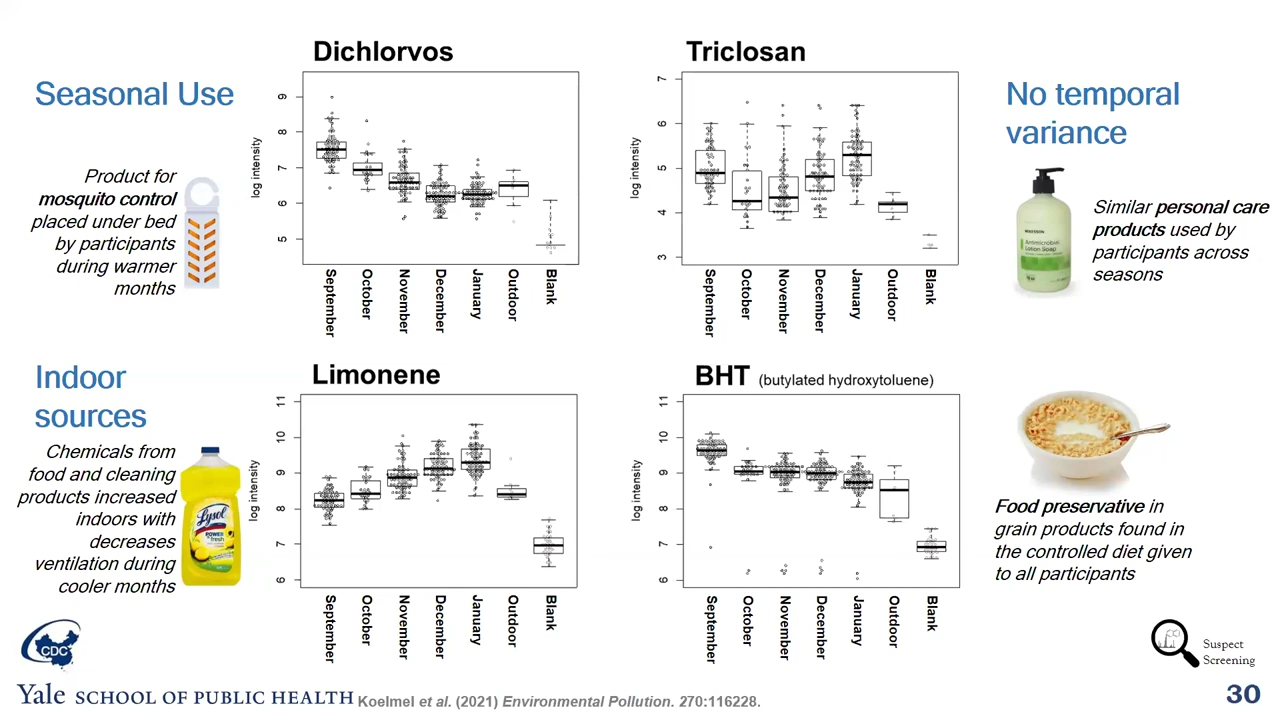 Dichlorvos
Triclosan
Seasonal Use
Product for
mosquito control
placed under bed
by participants
during warmer
months
log intensity
9
8
7
6
5
September
October
November
December
January
Outdoor
Blank
log intensity
7
6
5
4
3
September
October
November
December
January
Outdoor
Blank
No temporal
variance
Antimicrobial
Lotion Soap
Similar personal care
products used by
participants across
seasons
Limonene
BHT (butylated hydroxytoluene)
Indoor
sources
Chemicals from
food and cleaning
products increased
indoors with
decreases
ventilation during
cooler months
Lysol
POWER
& fresh
log intensity
11
10
9
8
7
6
September
October
November
December
January
Outdoor
Blank
log intensity
11
10
9
8
7
6
September
October
November
December
January
Outdoor
Blank
Food preservative in
grain products found in
the controlled diet given
to all participants
CDC
Suspect
Screening
Yale SCHOOL OF PUBLIC HEALTH
Koelmel et al. (2021) Environmental Pollution. 270:116228.
30